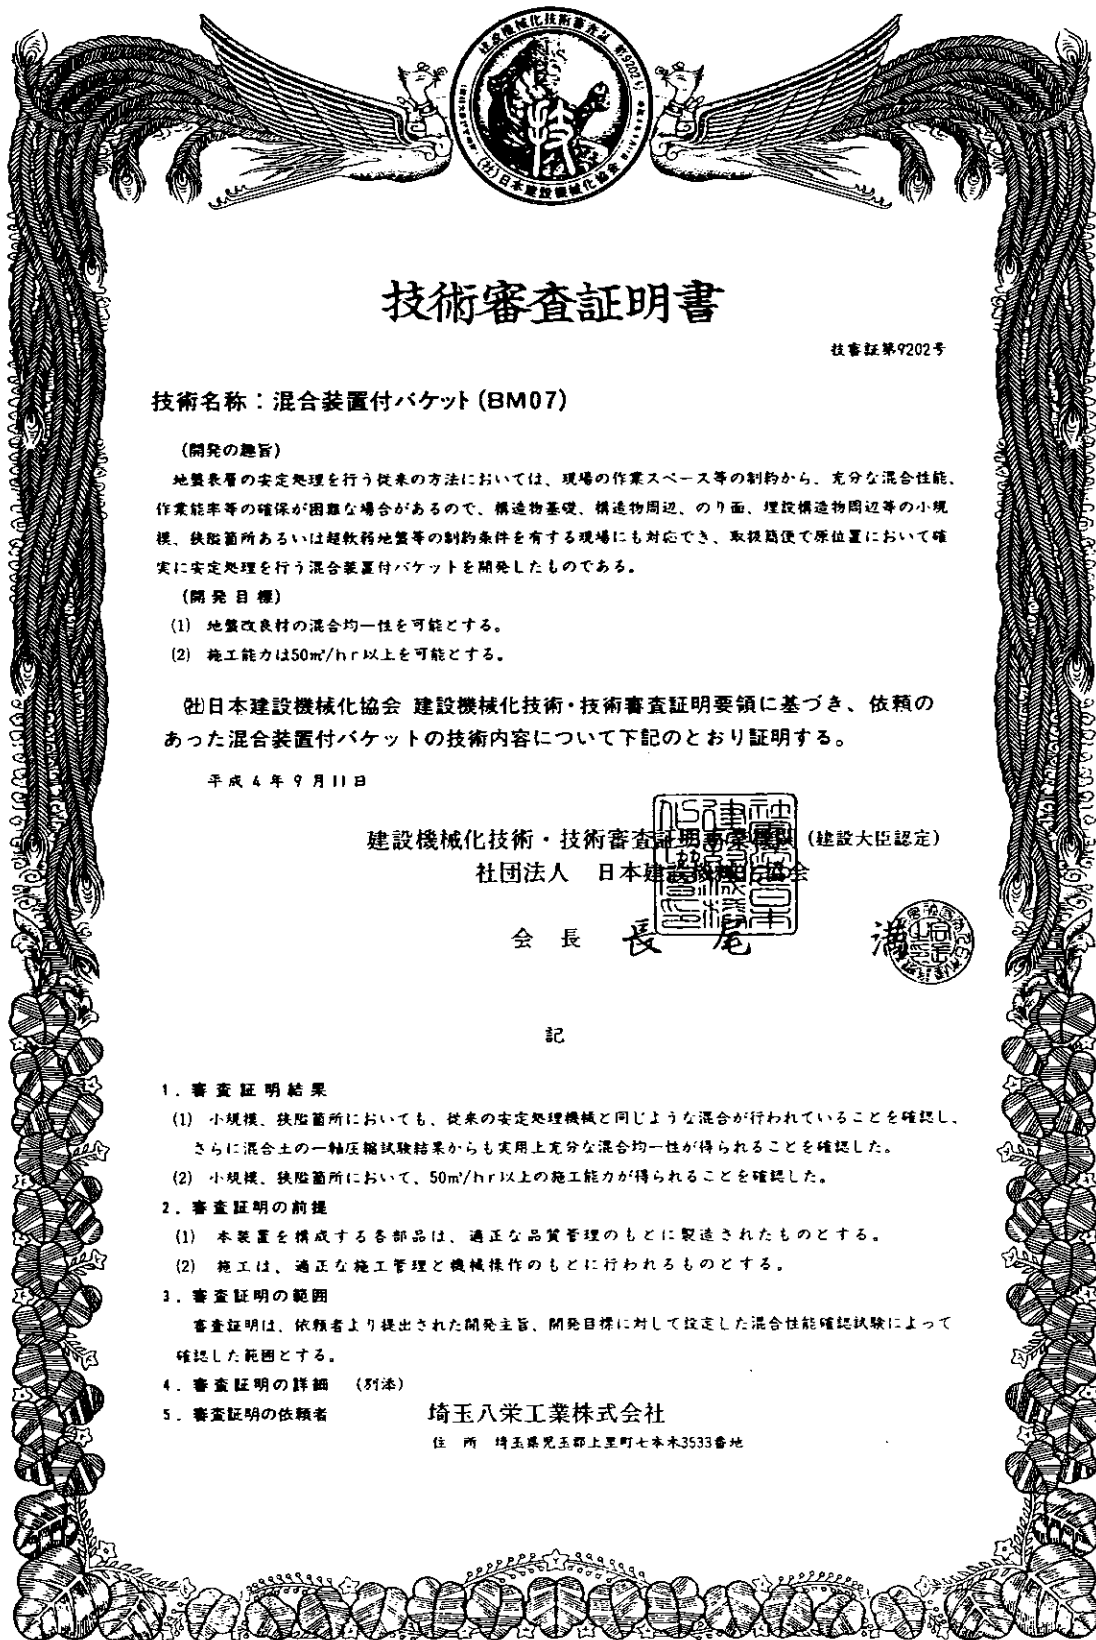 建設機械化技術審査証 第9202号
(社)日本建設機械化協会
技術審査証明書
技審証第9202号
技術名称：混合装置付バケット(BM07)
(開発の趣旨)
地盤表層の安定処理を行う従来の方法においては、現場の作業スペース等の制約から、充分な混合性能、
作業能率等の確保が困難な場合があるので、構造物基礎、構造物周辺、のり面、埋設構造物周辺等の小規
模、狭隘箇所あるいは超軟弱地盤等の制約条件を有する現場にも対応でき、取扱簡便で原位置において確
実に安定処理を行う混合装置付バケットを開発したものである。
(開発目標)
(1) 地盤改良材の混合均一性を可能とする。
(2) 施工能力は50㎥/hr以上を可能とする。
㈳日本建設機械化協会 建設機械化技術・技術審査証明要領に基づき、依頼の
あった混合装置付バケットの技術内容について下記のとおり証明する。
平成4年9月11日
建設機械化技術・技術審査証明事業機関 (建設大臣認定)
社団法人 日本建設機械化協会
会長 長尾 満
記
1. 審査証明結果
(1) 小規模、狭隘箇所においても、従来の安定処理機械と同じような混合が行われていることを確認し、
さらに混合土の一軸圧縮試験結果からも実用上充分な混合均一性が得られることを確認した。
(2) 小規模、狭隘箇所において、50㎥/hr以上の施工能力が得られることを確認した。
2. 審査証明の前提
(1) 本装置を構成する各部品は、適正な品質管理のもとに製造されたものとする。
(2) 施工は、適正な施工管理と機械操作のもとに行われるものとする。
3. 審査証明の範囲
審査証明は、依頼者より提出された開発主旨、開発目標に対して設定した混合性能確認試験によって
確認した範囲とする。
4. 審査証明の詳細 (別添)
5. 審査証明の依頼者 埼玉八栄工業株式会社
住所 埼玉県児玉郡上里町七本木3533番地